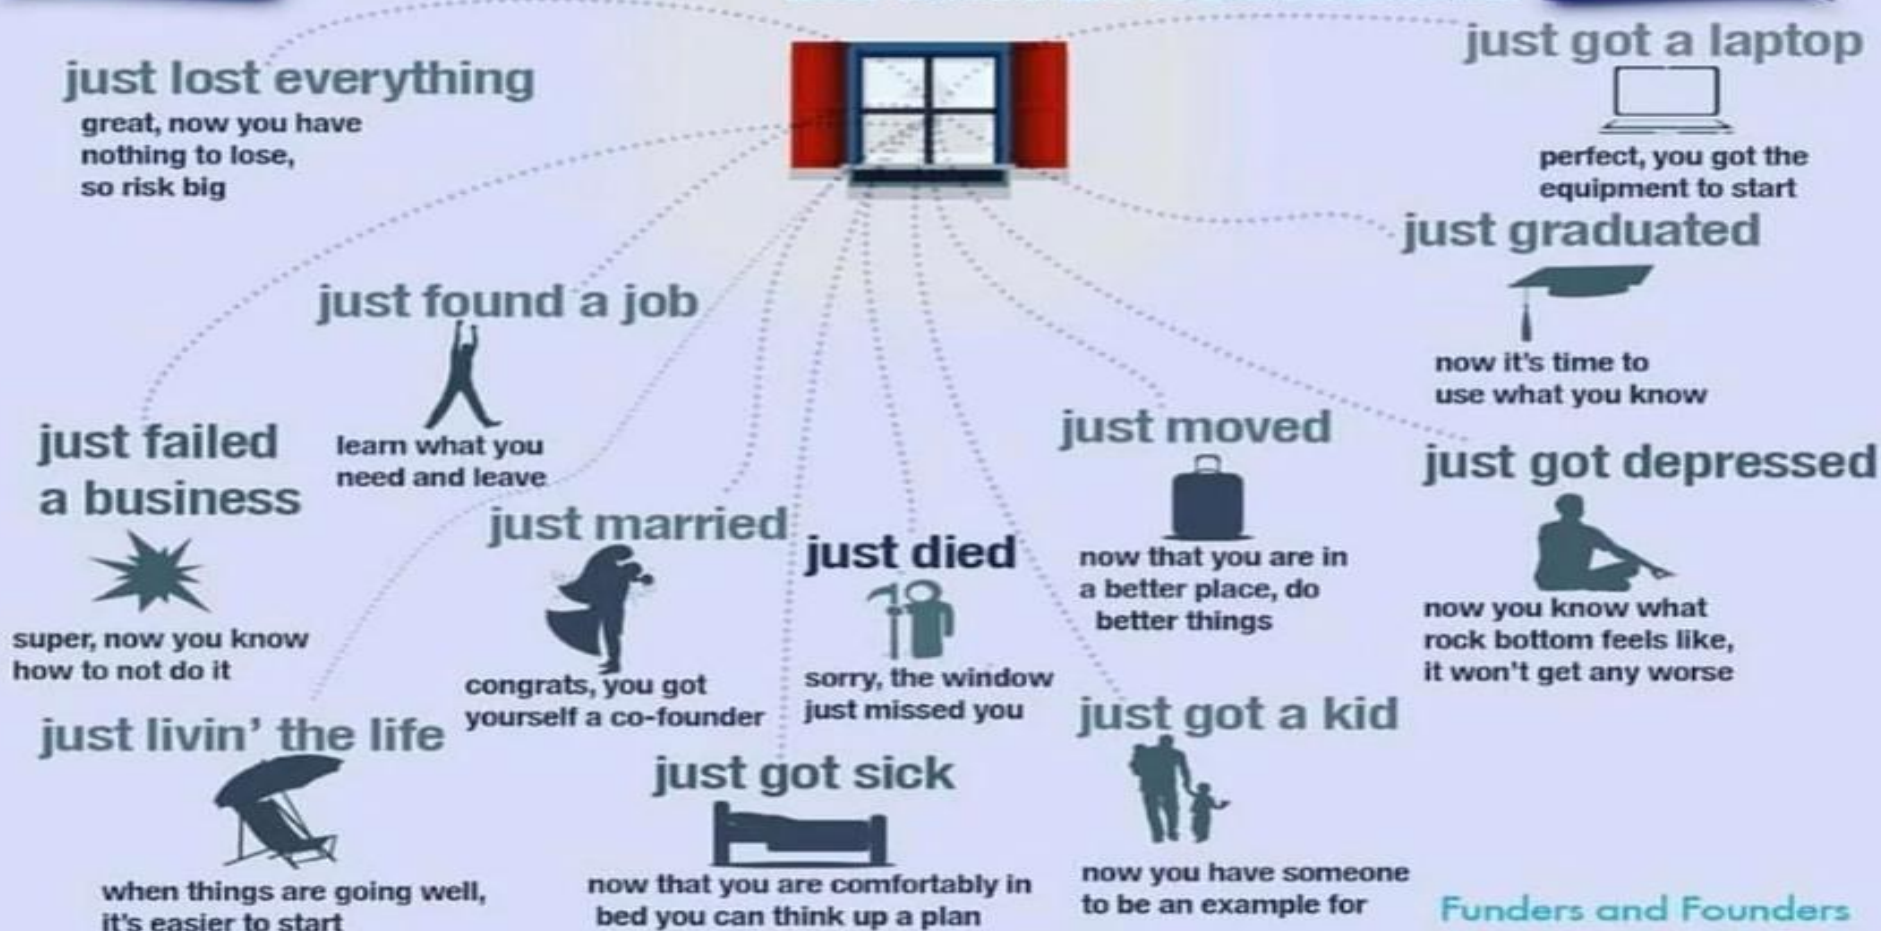 just lost everything
great, now you have
nothing to lose,
so risk big
just got a laptop
perfect, you got the
equipment to start
just graduated
now it's time to
use what you know
just found a job
learn what you
need and leave
just failed
a business
super, now you know
how to not do it
just married
congrats, you got
yourself a co-founder
just died
sorry, the window
just missed you
just moved
now that you are in
a better place, do
better things
just got depressed
now you know what
rock bottom feels like,
it won't get any worse
just livin' the life
when things are going well,
it's easier to start
just got sick
now that you are comfortably in
bed you can think up a plan
just got a kid
now you have someone
to be an example for
Funders and Founders